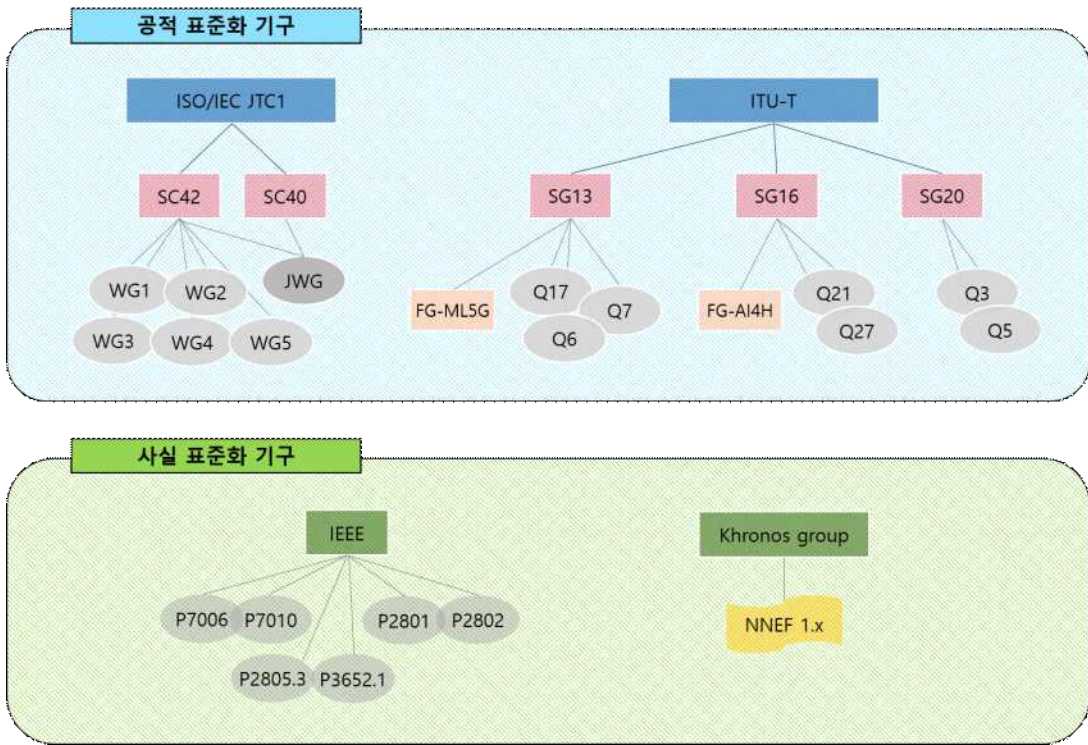 공적 표준화 기구
ISO/IEC JTC1
ITU-T
SC42
SC40
SG13
SG16
SG20
WG1
WG2
JWG
WG3
WG4
WG5
FG-ML5G
Q17
Q7
Q6
FG-AI4H
Q21
Q27
Q3
Q5
사실 표준화 기구
IEEE
Khronos group
P7006
P7010
P2801
P2802
P2805.3
P3652.1
NNEF 1.x